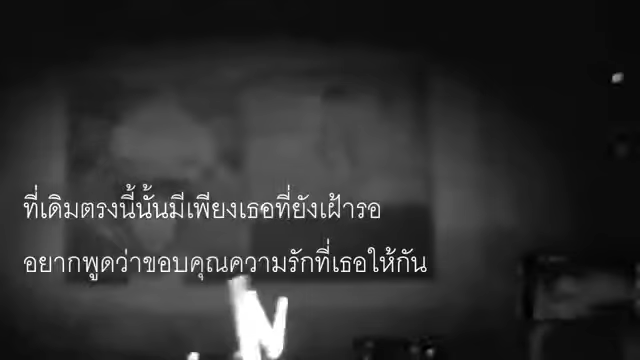 ที่เดิมตรงนี้นั้นมีเพียงเธอที่ยังเฝ้ารอ
อยากพูดว่าขอบคุณความรักที่เธอให้กัน